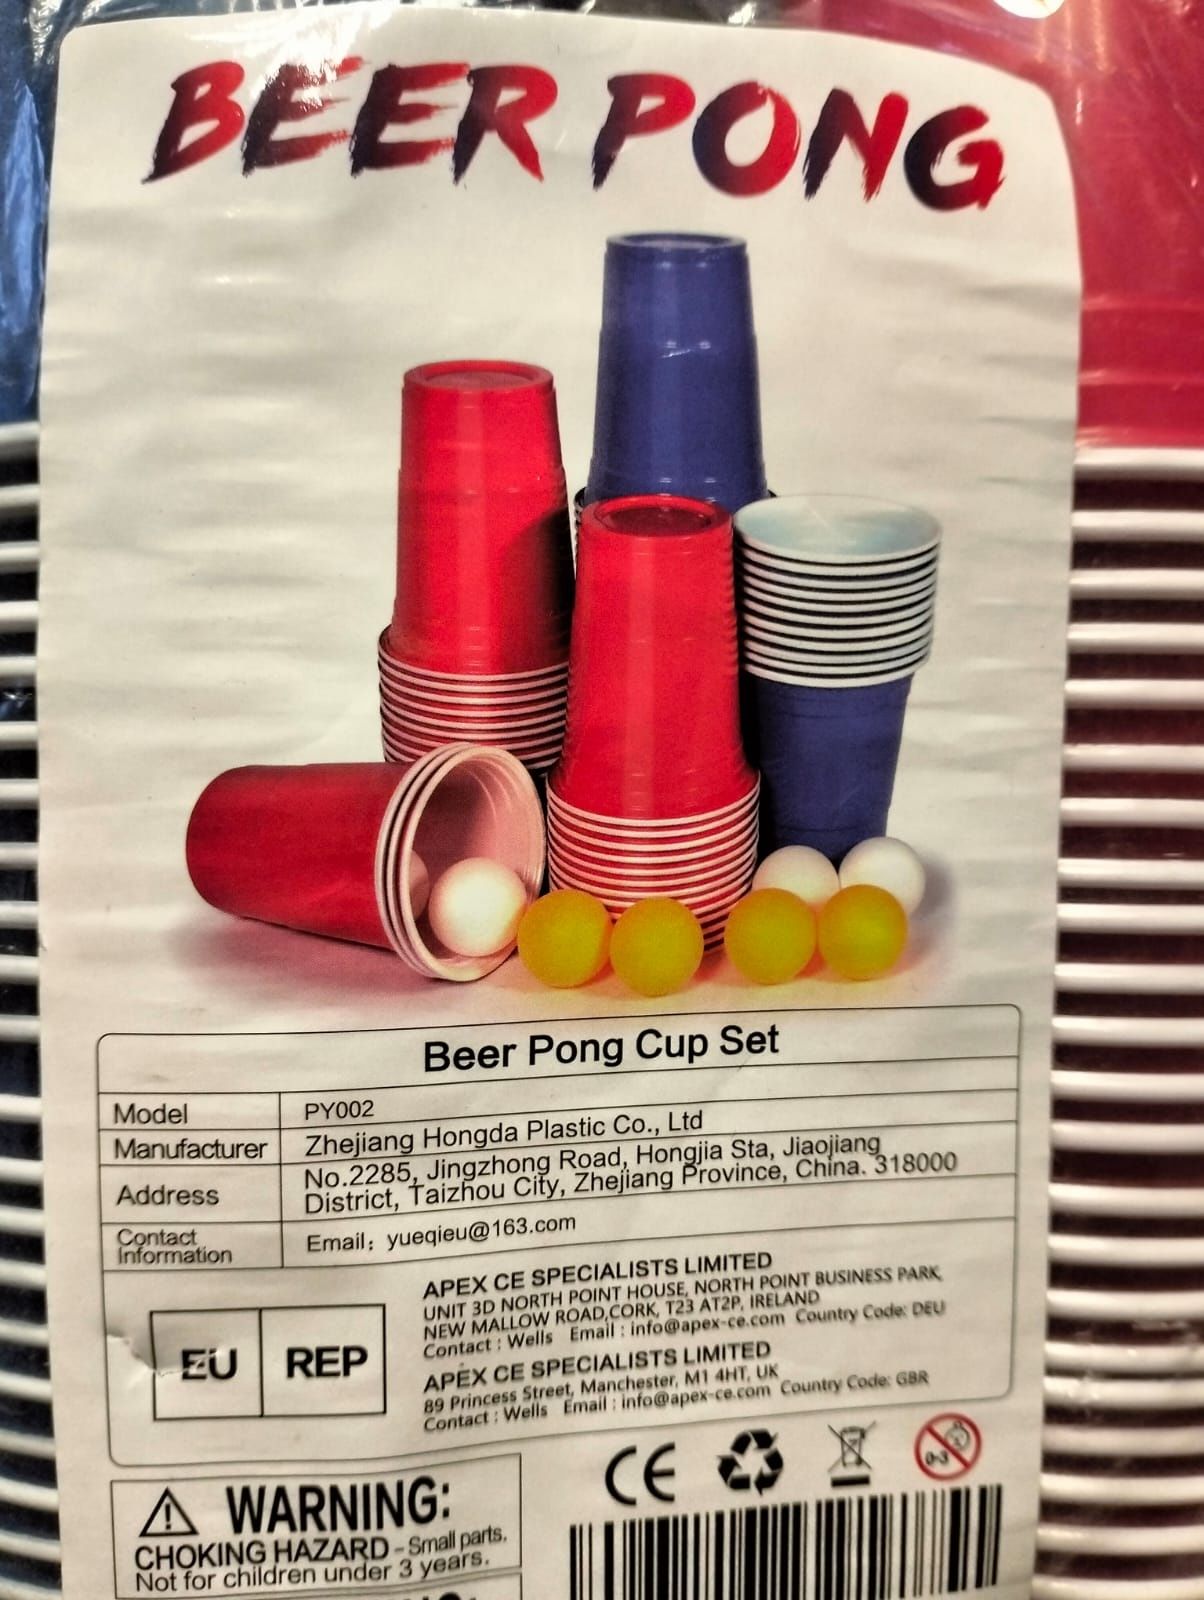 BEER PONG
Beer Pong Cup Set
Model PY002
Manufacturer Zhejiang Hongda Plastic Co., Ltd
Address No.2285, Jingzhong Road, Hongjia Sta, Jiaojiang
District, Taizhou City, Zhejiang Province, China. 318000
Contact
Information
Email：yueqieu@163.com
EU REP
APEX CE SPECIALISTS LIMITED
UNIT 3D NORTH POINT HOUSE, NORTH POINT BUSINESS PARK,
NEW MALLOW ROAD,CORK, T23 AT2P, IRELAND
Contact : Wells Email : info@apex-ce.com Country Code: DEU
APEX CE SPECIALISTS LIMITED
89 Princess Street, Manchester, M1 4HT, UK
Contact : Wells Email : info@apex-ce.com Country Code: GBR
CE
0-3
WARNING:
CHOKING HAZARD - Small parts.
Not for children under 3 years.